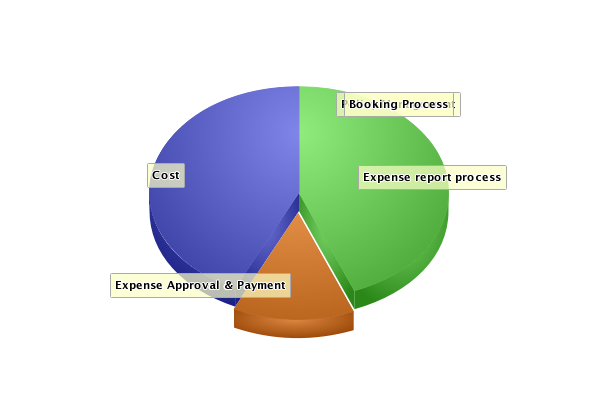 Booking Process
Expense report process
Cost
Expense Approval & Payment